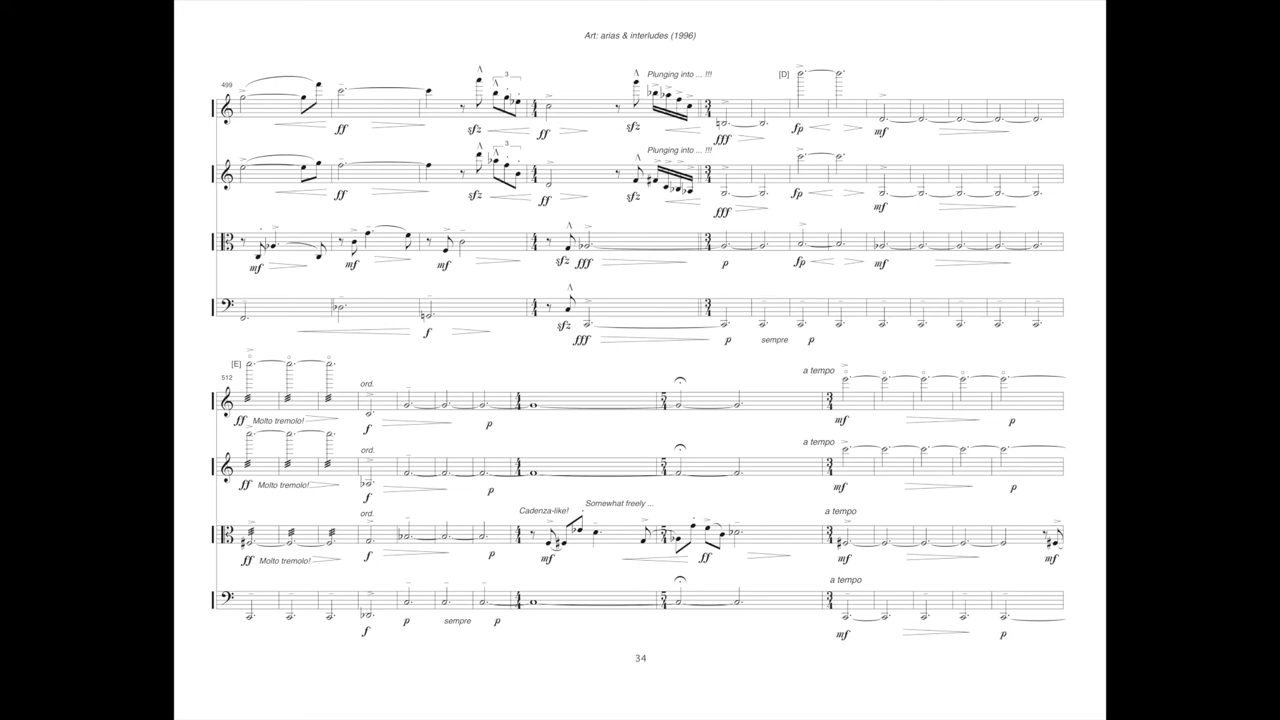 Art: arias & interludes (1996)
Plunging into ... !!!
[D]
499
3
ff
sfz
ff
sfz
fff
fp
mf
Plunging into ... !!!
3
ff
sfz
ff
sfz
fff
fp
mf
mf
mf
mf
sfz
fff
p
fp
mf
f
sfz
fff
p
sempre
p
[E]
512
ord.
a tempo
ff
Molto tremolo!
f
p
mf
p
ord.
a tempo
ff
Molto tremolo!
f
p
mf
p
ord.
Cadenza-like!
Somewhat freely ...
a tempo
ff
Molto tremolo!
f
p
mf
ff
mf
mf
a tempo
f
p
sempre
p
mf
p
34